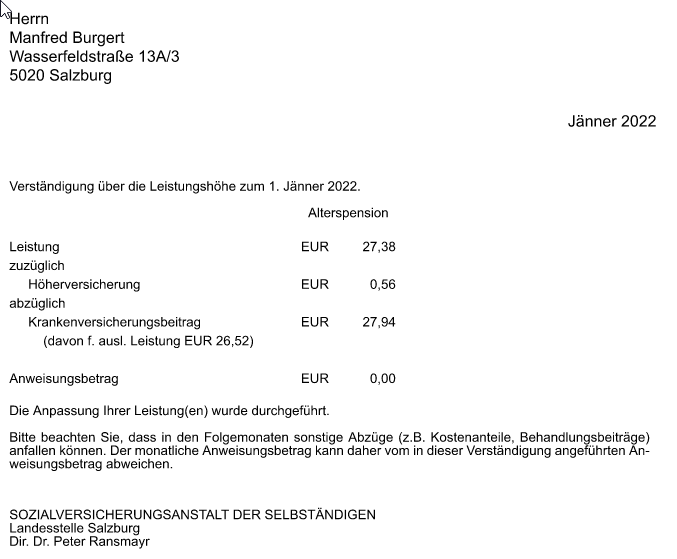 Herrn
Manfred Burgert
Wasserfeldstraße 13A/3
5020 Salzburg
Jänner 2022
Verständigung über die Leistungshöhe zum 1. Jänner 2022.
Alterspension
Leistung EUR 27,38
zuzüglich
Höherversicherung EUR 0,56
abzüglich
Krankenversicherungsbeitrag EUR 27,94
(davon f. ausl. Leistung EUR 26,52)
Anweisungsbetrag EUR 0,00
Die Anpassung Ihrer Leistung(en) wurde durchgeführt.
Bitte beachten Sie, dass in den Folgemonaten sonstige Abzüge (z.B. Kostenanteile, Behandlungsbeiträge)
anfallen können. Der monatliche Anweisungsbetrag kann daher vom in dieser Verständigung angeführten An-
weisungsbetrag abweichen.
SOZIALVERSICHERUNGSANSTALT DER SELBSTÄNDIGEN
Landesstelle Salzburg
Dir. Dr. Peter Ransmayr